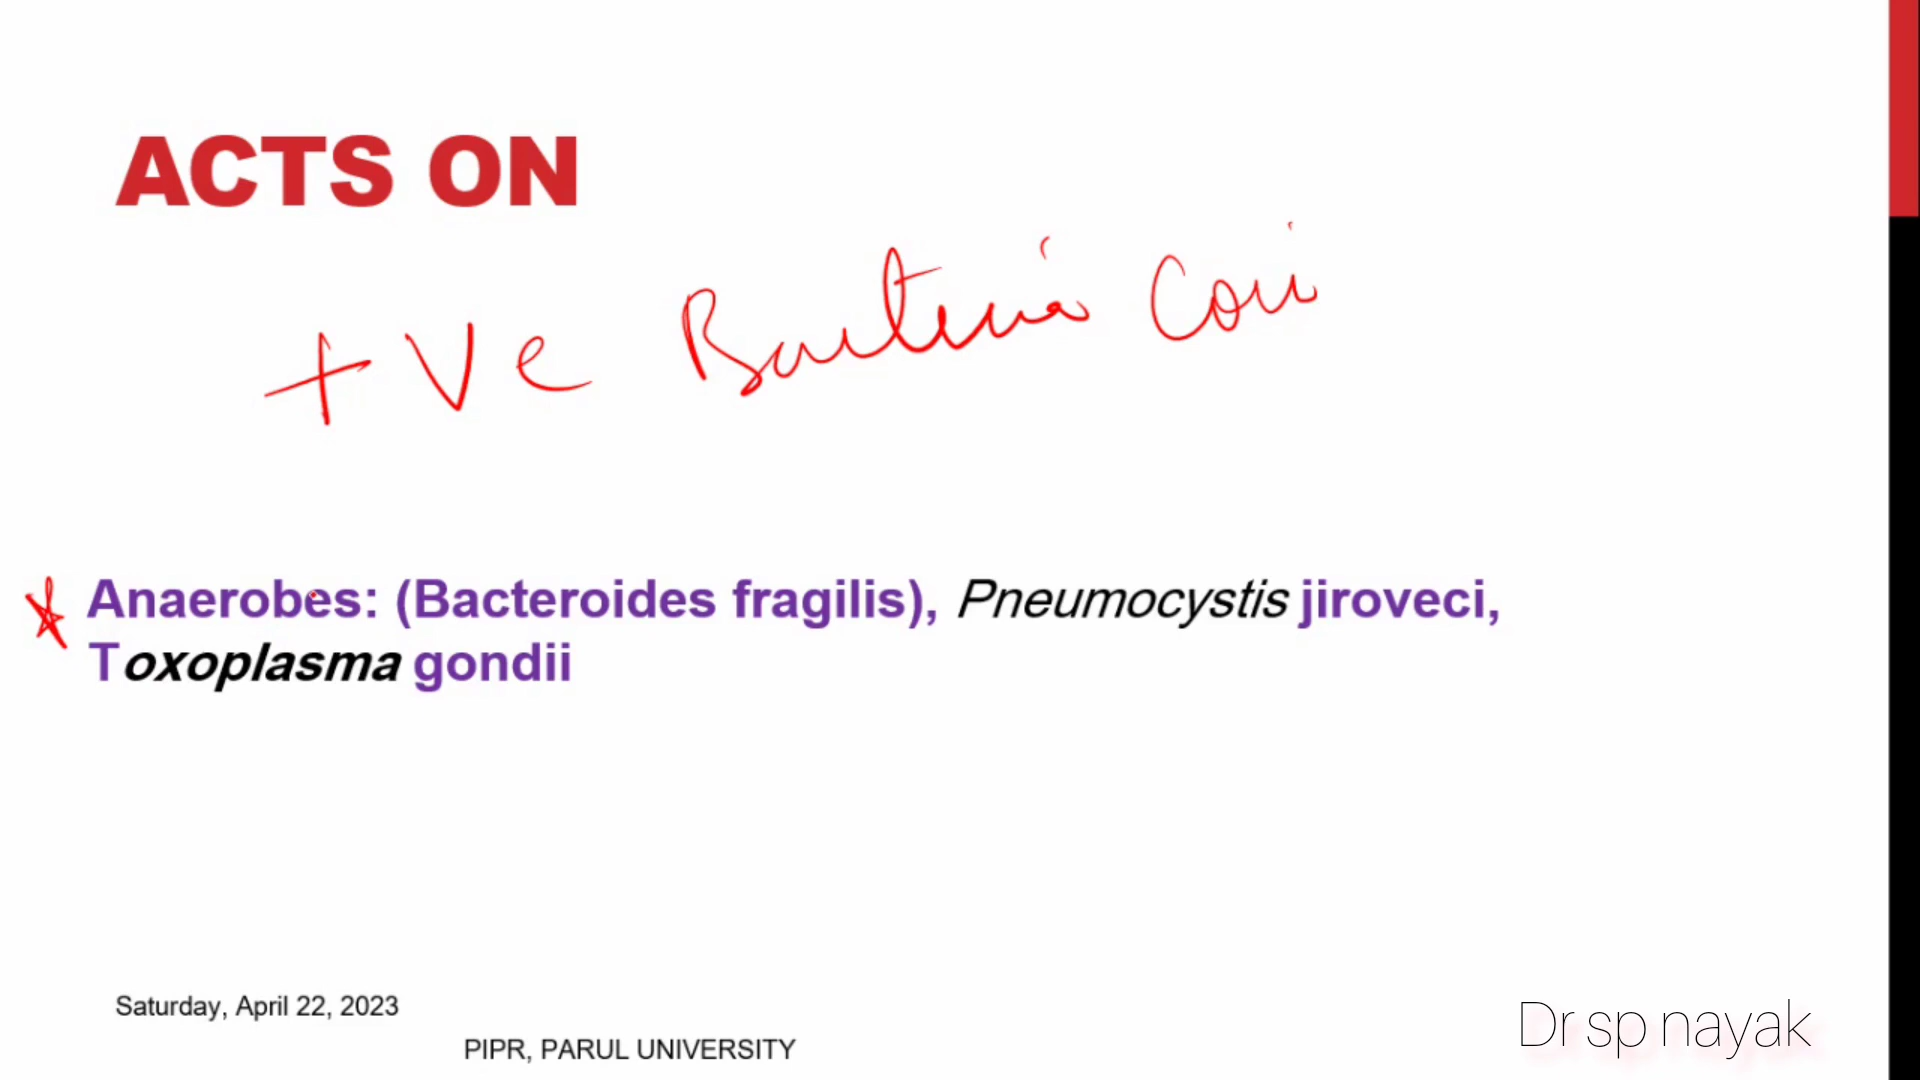 ACTS ON
+ve Bacteria Cocci
Anaerobes: (Bacteroides fragilis), Pneumocystis jiroveci,
Toxoplasma gondii
Saturday, April 22, 2023
PIPR, PARUL UNIVERSITY
Dr sp nayak